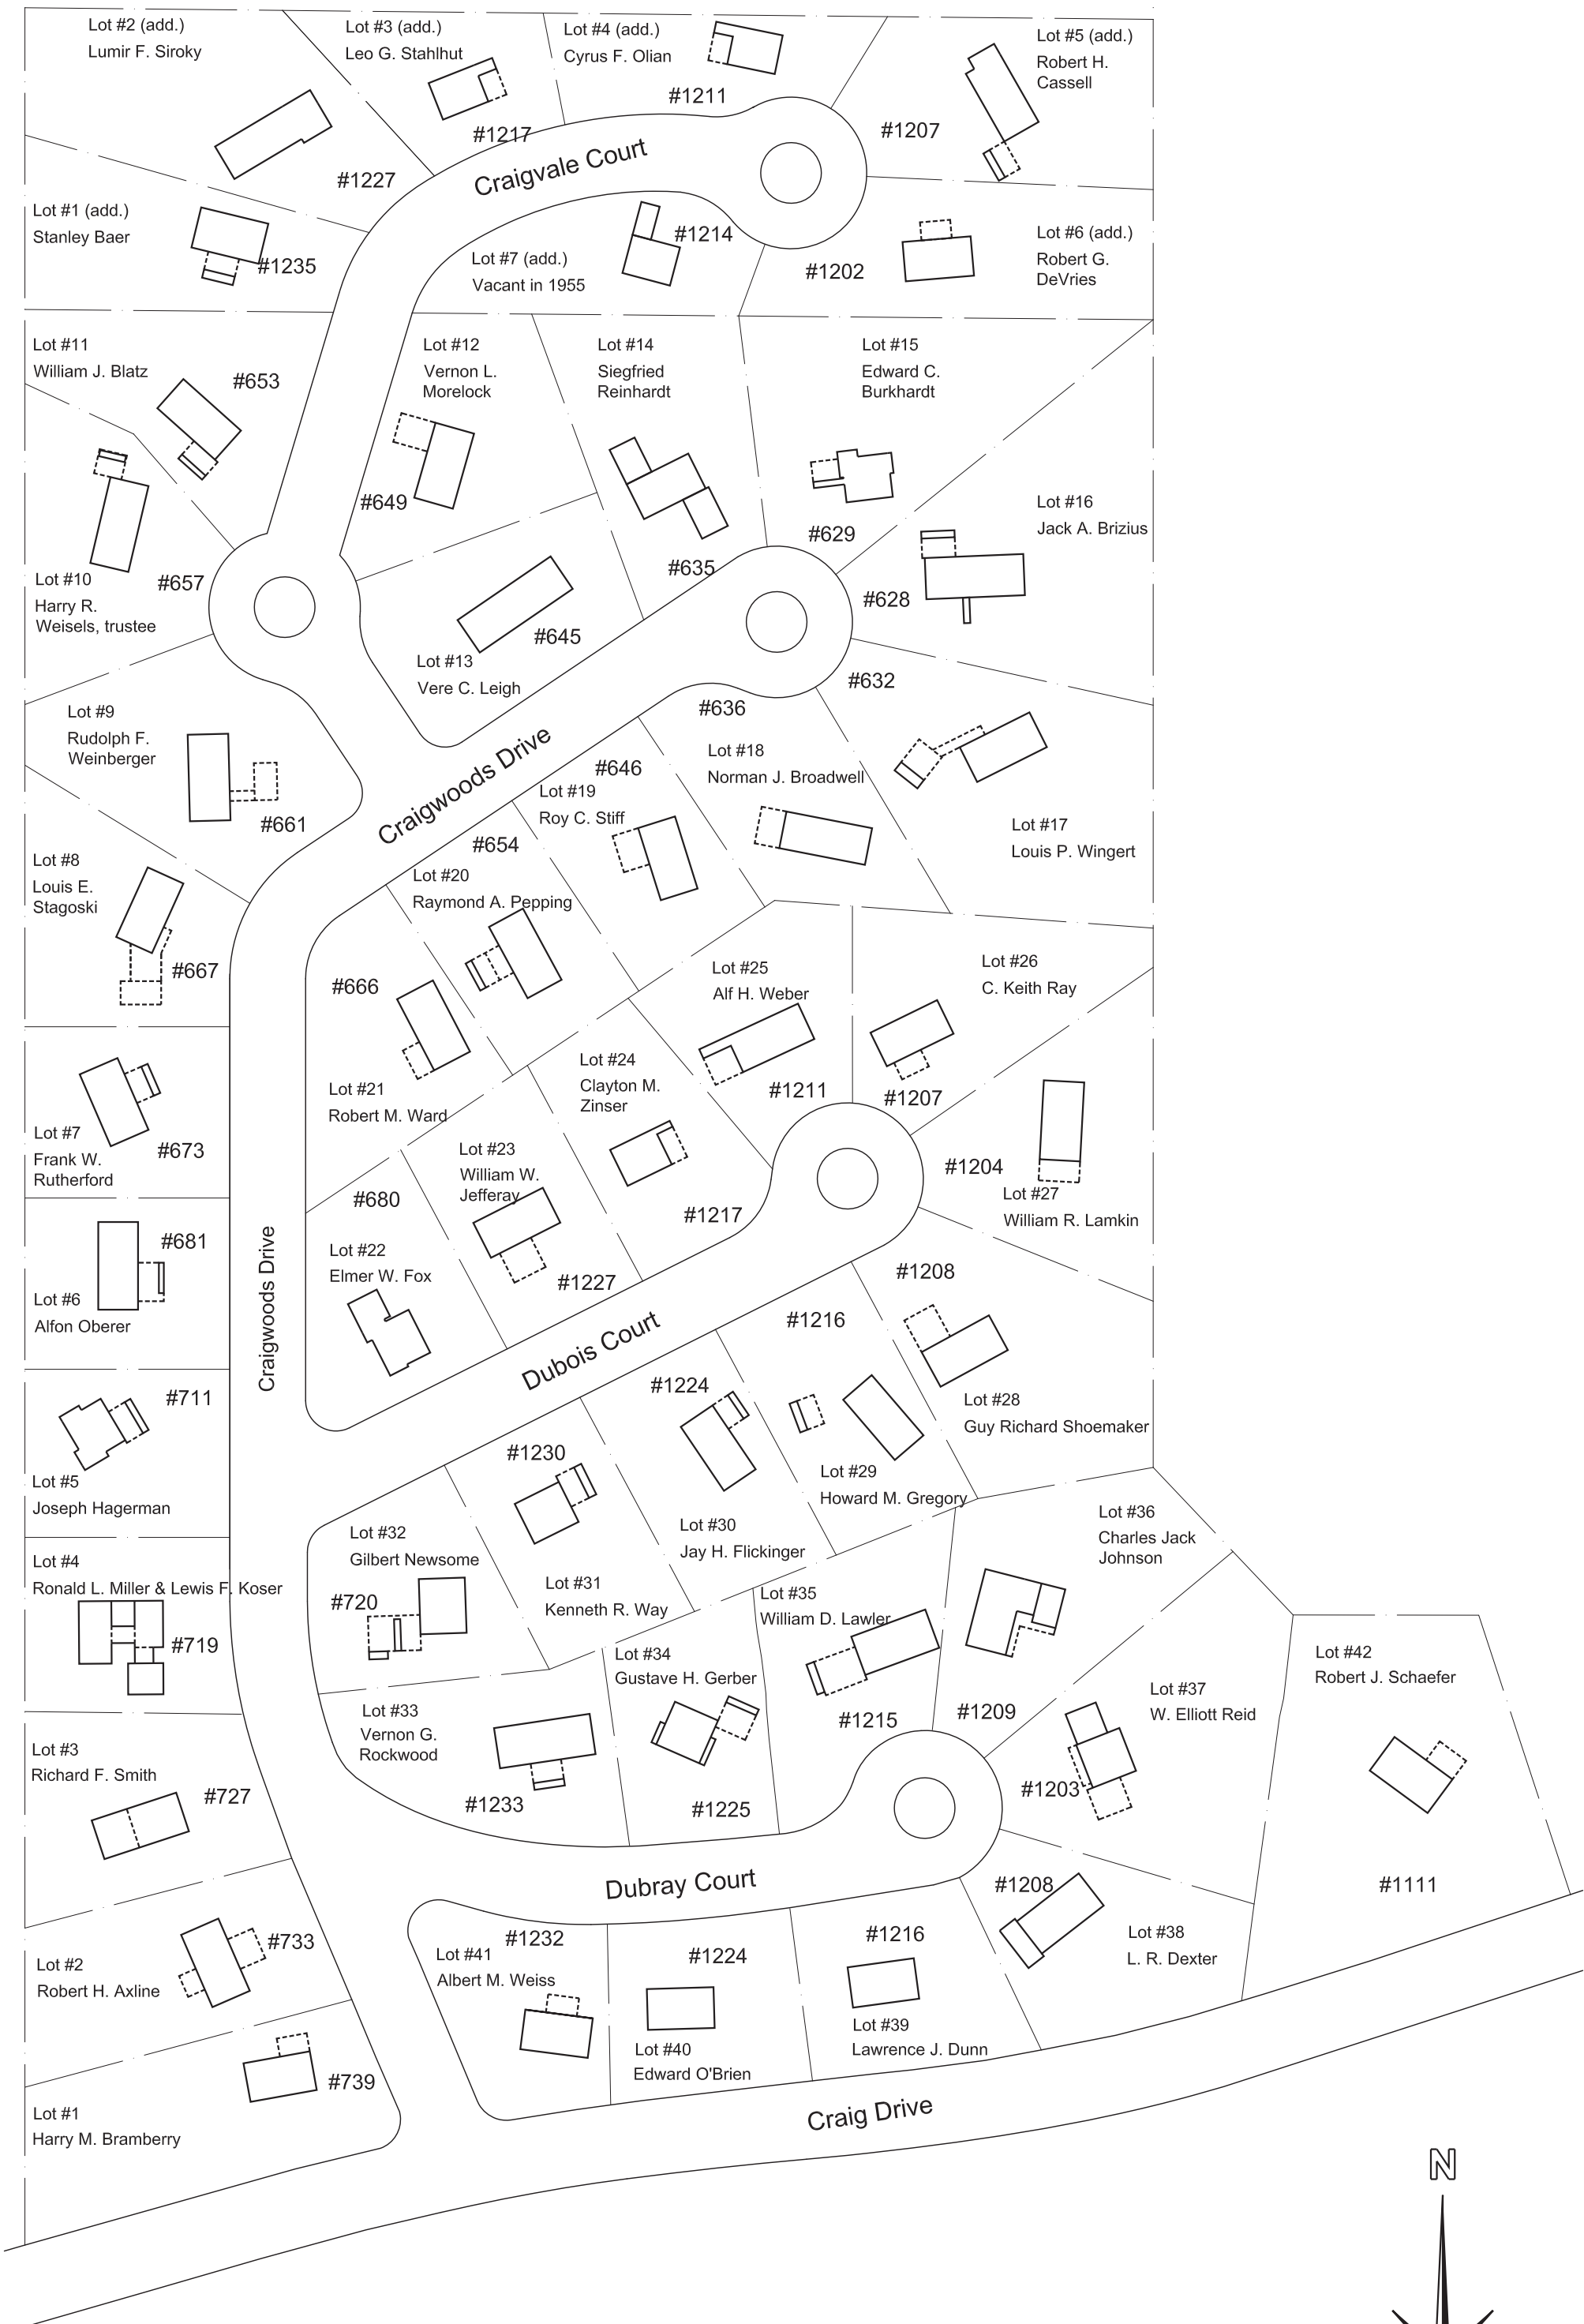 Lot #2 (add.)
Lumir F. Siroky
#1227
Lot #3 (add.)
Leo G. Stahlhut
#1217
Lot #4 (add.)
Cyrus F. Olian
#1211
Lot #5 (add.)
Robert H.
Cassell
#1207
Craigvale Court
Lot #1 (add.)
Stanley Baer
#1235
Lot #7 (add.)
Vacant in 1955
#1214
#1202
Lot #6 (add.)
Robert G.
DeVries
Lot #11
William J. Blatz
#653
Lot #12
Vernon L.
Morelock
#649
Lot #14
Siegfried
Reinhardt
#635
Lot #15
Edward C.
Burkhardt
#629
Lot #16
Jack A. Brizius
#628
Lot #10
Harry R.
Weisels, trustee
#657
#645
Lot #13
Vere C. Leigh
#632
#636
Lot #9
Rudolph F.
Weinberger
#661
Craigwoods Drive
#646
Lot #19
Roy C. Stiff
Lot #18
Norman J. Broadwell
Lot #17
Louis P. Wingert
#654
Lot #20
Raymond A. Pepping
Lot #8
Louis E.
Stagoski
#667
#666
Lot #21
Robert M. Ward
Lot #25
Alf H. Weber
#1211
Lot #26
C. Keith Ray
#1207
Lot #24
Clayton M.
Zinser
#1217
Lot #7
Frank W.
Rutherford
#673
Lot #23
William W.
Jefferay
#1227
#1204
Lot #27
William R. Lamkin
#680
Lot #22
Elmer W. Fox
#681
Lot #6
Alfon Oberer
Craigwoods Drive
Dubois Court
#1208
Lot #28
Guy Richard Shoemaker
#1216
Lot #29
Howard M. Gregory
#1224
Lot #30
Jay H. Flickinger
#711
Lot #5
Joseph Hagerman
#1230
Lot #31
Kenneth R. Way
Lot #32
Gilbert Newsome
#720
Lot #4
Ronald L. Miller & Lewis F. Koser
#719
Lot #36
Charles Jack
Johnson
#1209
Lot #35
William D. Lawler
#1215
Lot #34
Gustave H. Gerber
#1225
Lot #33
Vernon G.
Rockwood
#1233
Lot #37
W. Elliott Reid
#1203
Lot #42
Robert J. Schaefer
#1111
Lot #3
Richard F. Smith
#727
Dubray Court
#1208
Lot #38
L. R. Dexter
#1216
Lot #39
Lawrence J. Dunn
#1224
Lot #40
Edward O'Brien
#1232
Lot #41
Albert M. Weiss
#733
Lot #2
Robert H. Axline
#739
Lot #1
Harry M. Bramberry
Craig Drive
N